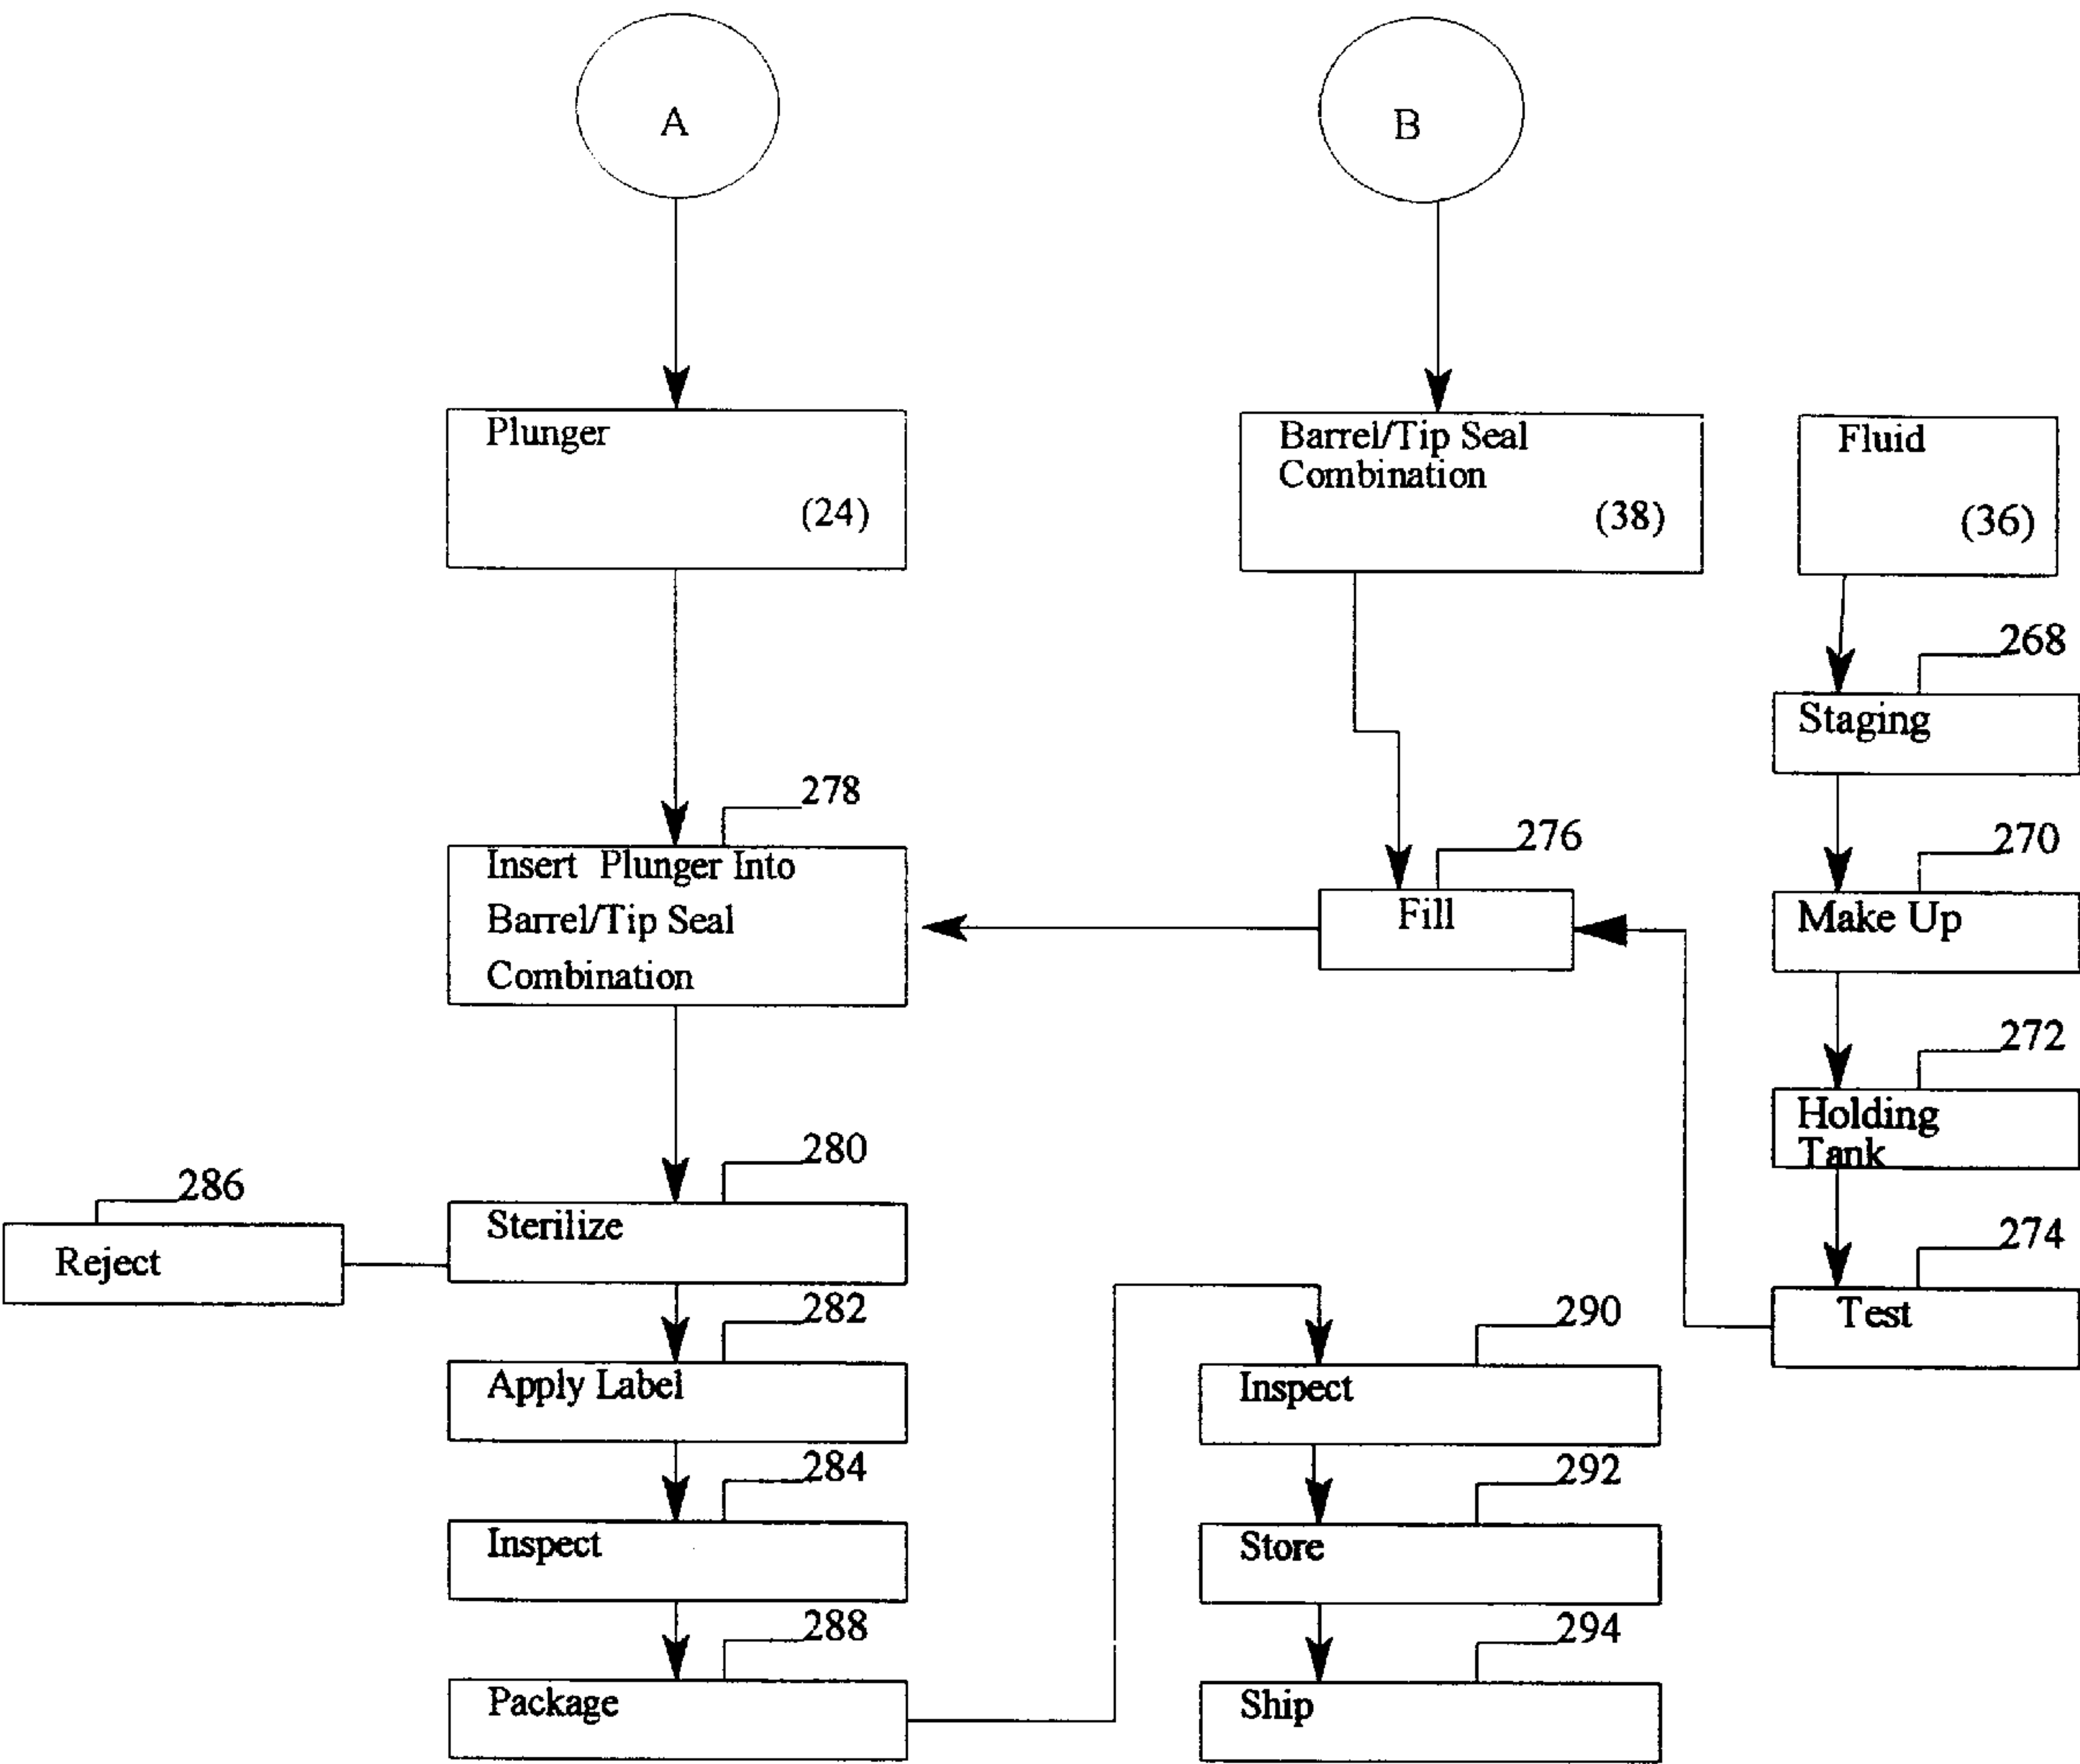 A
B
Plunger
(24)
Barrel/Tip Seal
Combination
(38)
Fluid
(36)
268
Staging
270
Make Up
272
Holding
Tank
274
Test
276
Fill
278
Insert Plunger Into
Barrel/Tip Seal
Combination
280
Sterilize
286
Reject
282
Apply Label
284
Inspect
288
Package
290
Inspect
292
Store
294
Ship